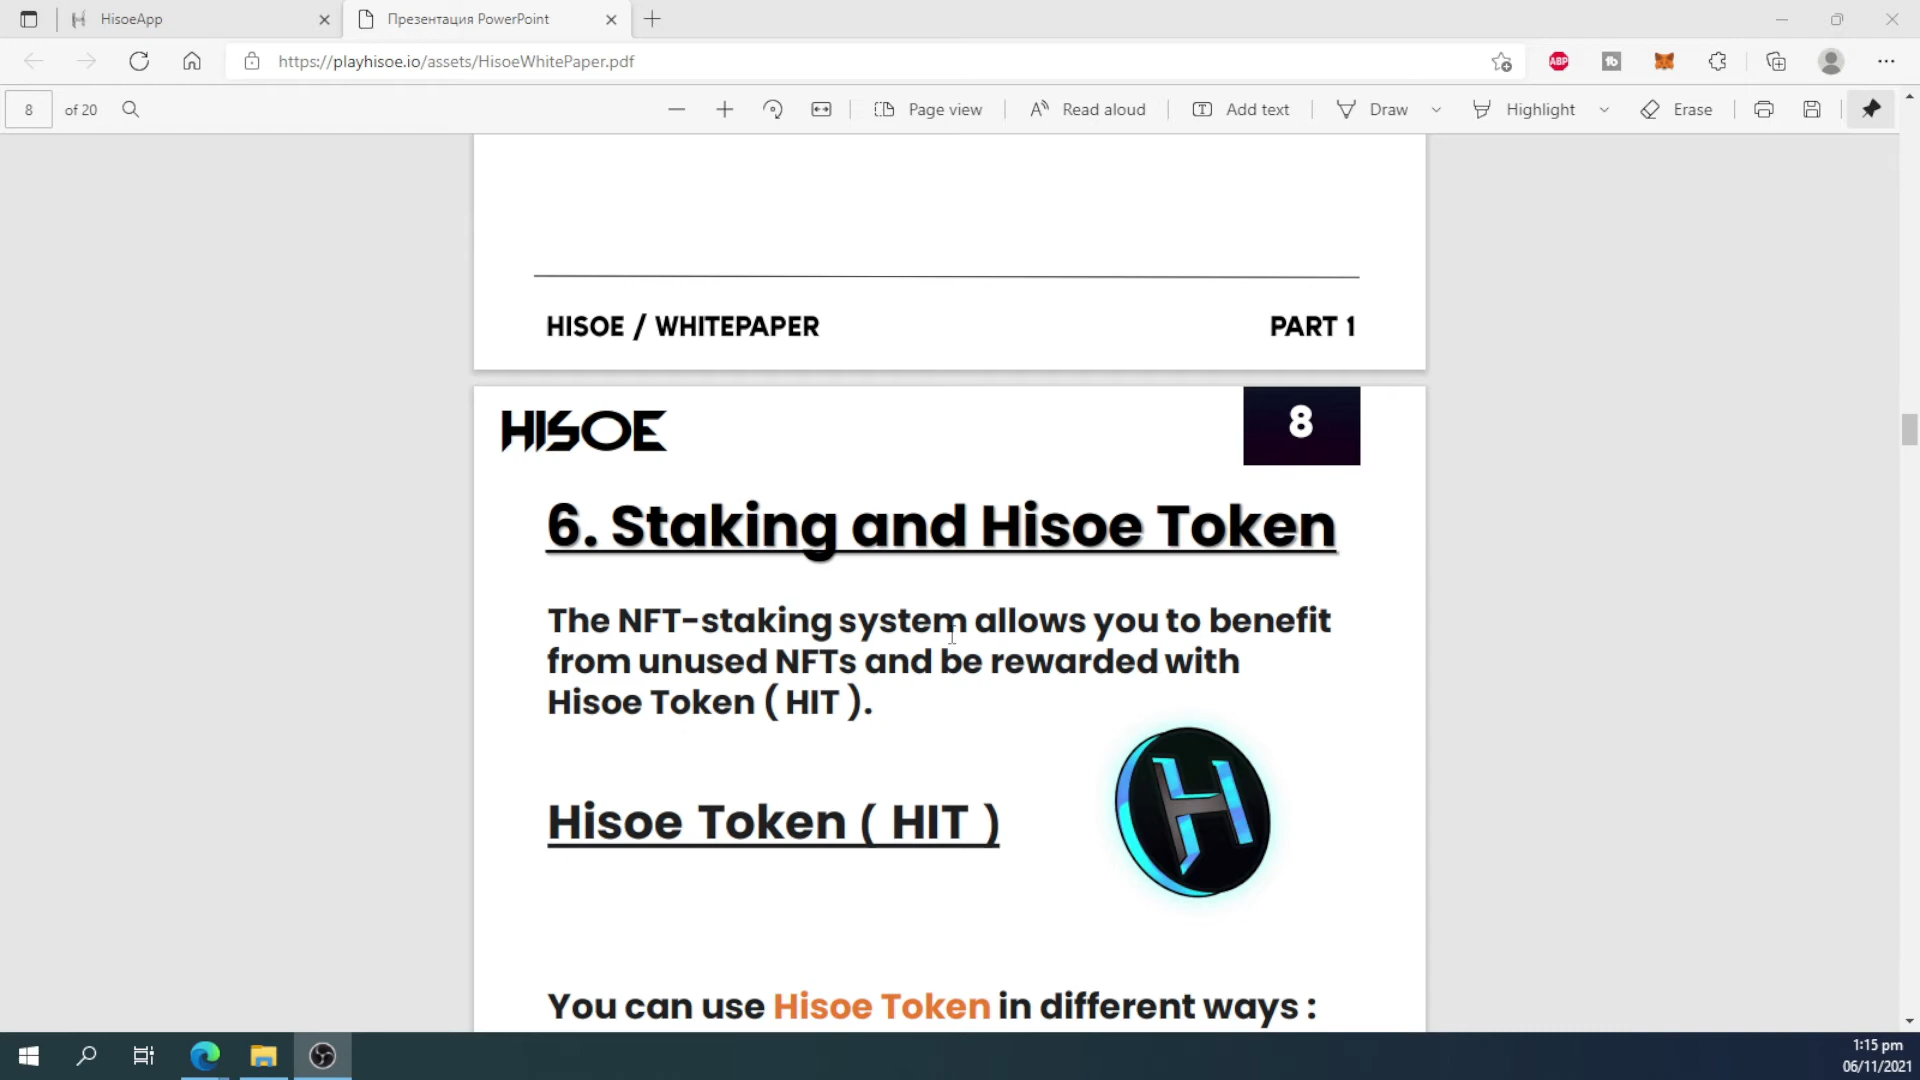 HisoeApp
Презентация PowerPoint
https://playhisoe.io/assets/HisoeWhitePaper.pdf
ABP
8 of 20
Page view
Read aloud
Add text
Draw
Highlight
Erase
HISOE / WHITEPAPER PART 1
HISOE
8
6. Staking and Hisoe Token
The NFT-staking system allows you to benefit
from unused NFTs and be rewarded with
Hisoe Token ( HIT ).
Hisoe Token ( HIT )
You can use Hisoe Token in different ways :
1:15 pm
06/11/2021